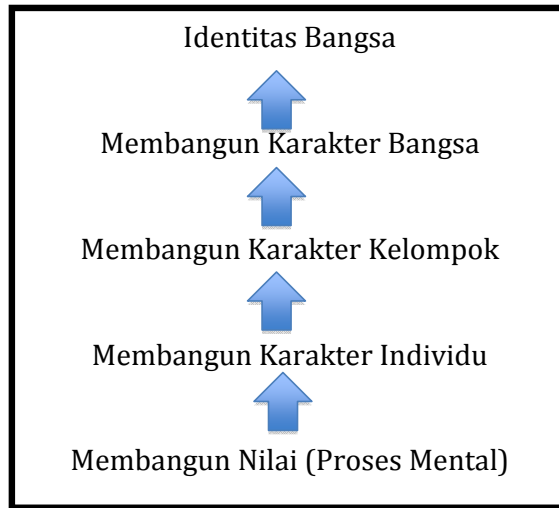 Identitas Bangsa
Membangun Karakter Bangsa
Membangun Karakter Kelompok
Membangun Karakter Individu
Membangun Nilai (Proses Mental)